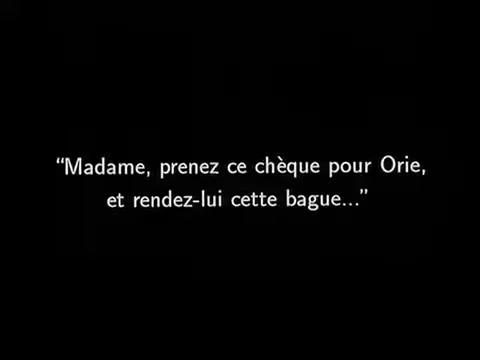 “Madame, prenez ce chèque pour Orie,
et rendez-lui cette bague...”